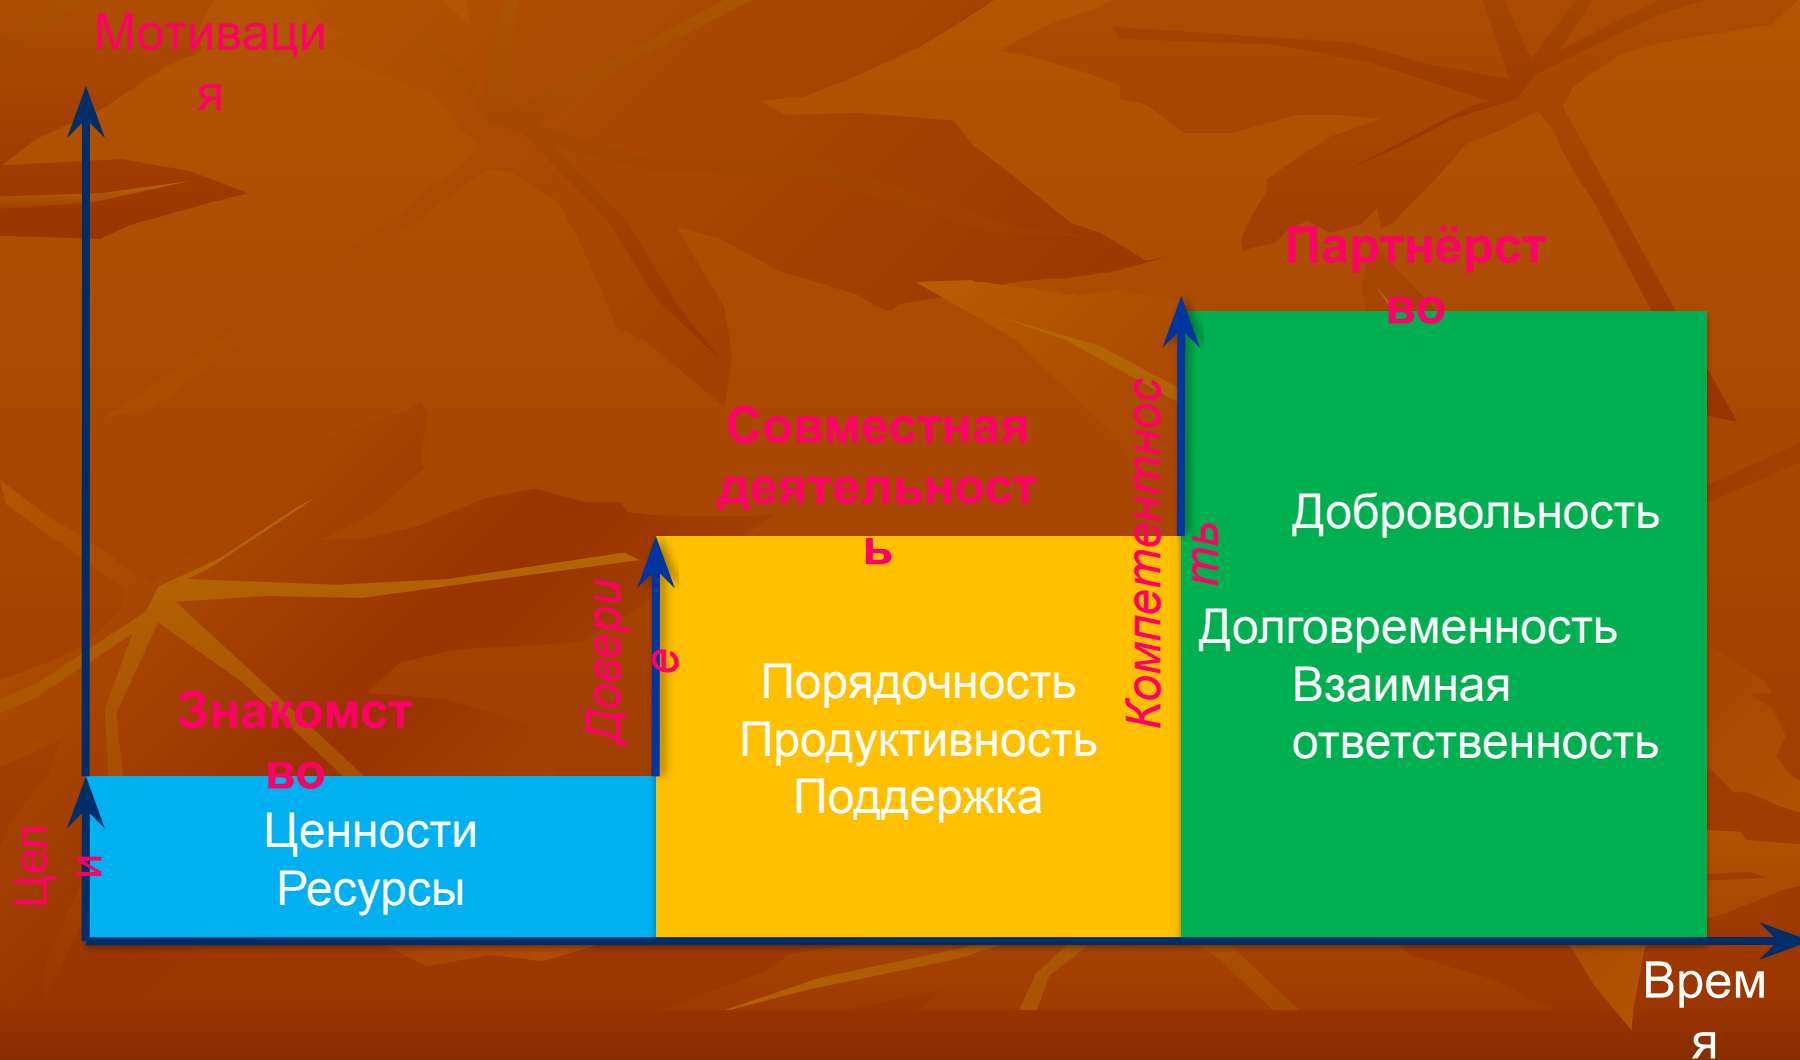 Мотиваци
я
Партнёрст
во
Совместная
деятельност
ь
Знакомст
во
Цел
и
Довери
е
Компетентнос
ть
Ценности
Ресурсы
Порядочность
Продуктивность
Поддержка
Добровольность
Долговременность
Взаимная
ответственность
Врем
я